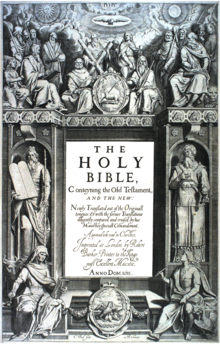 THE
HOLY
BIBLE,
Conteyning the Old Testament,
AND THE NEW:
Newly Translated out of the Originall
tongues: & with the former Translations
diligently compared and reuised by his
Maiesties speciall Comandement.
Appointed to be read in Churches.
Imprinted at London by Robert
Barker, Printer to the Kings
most Excellent Maiestie.
ANNO DOM. 1611.